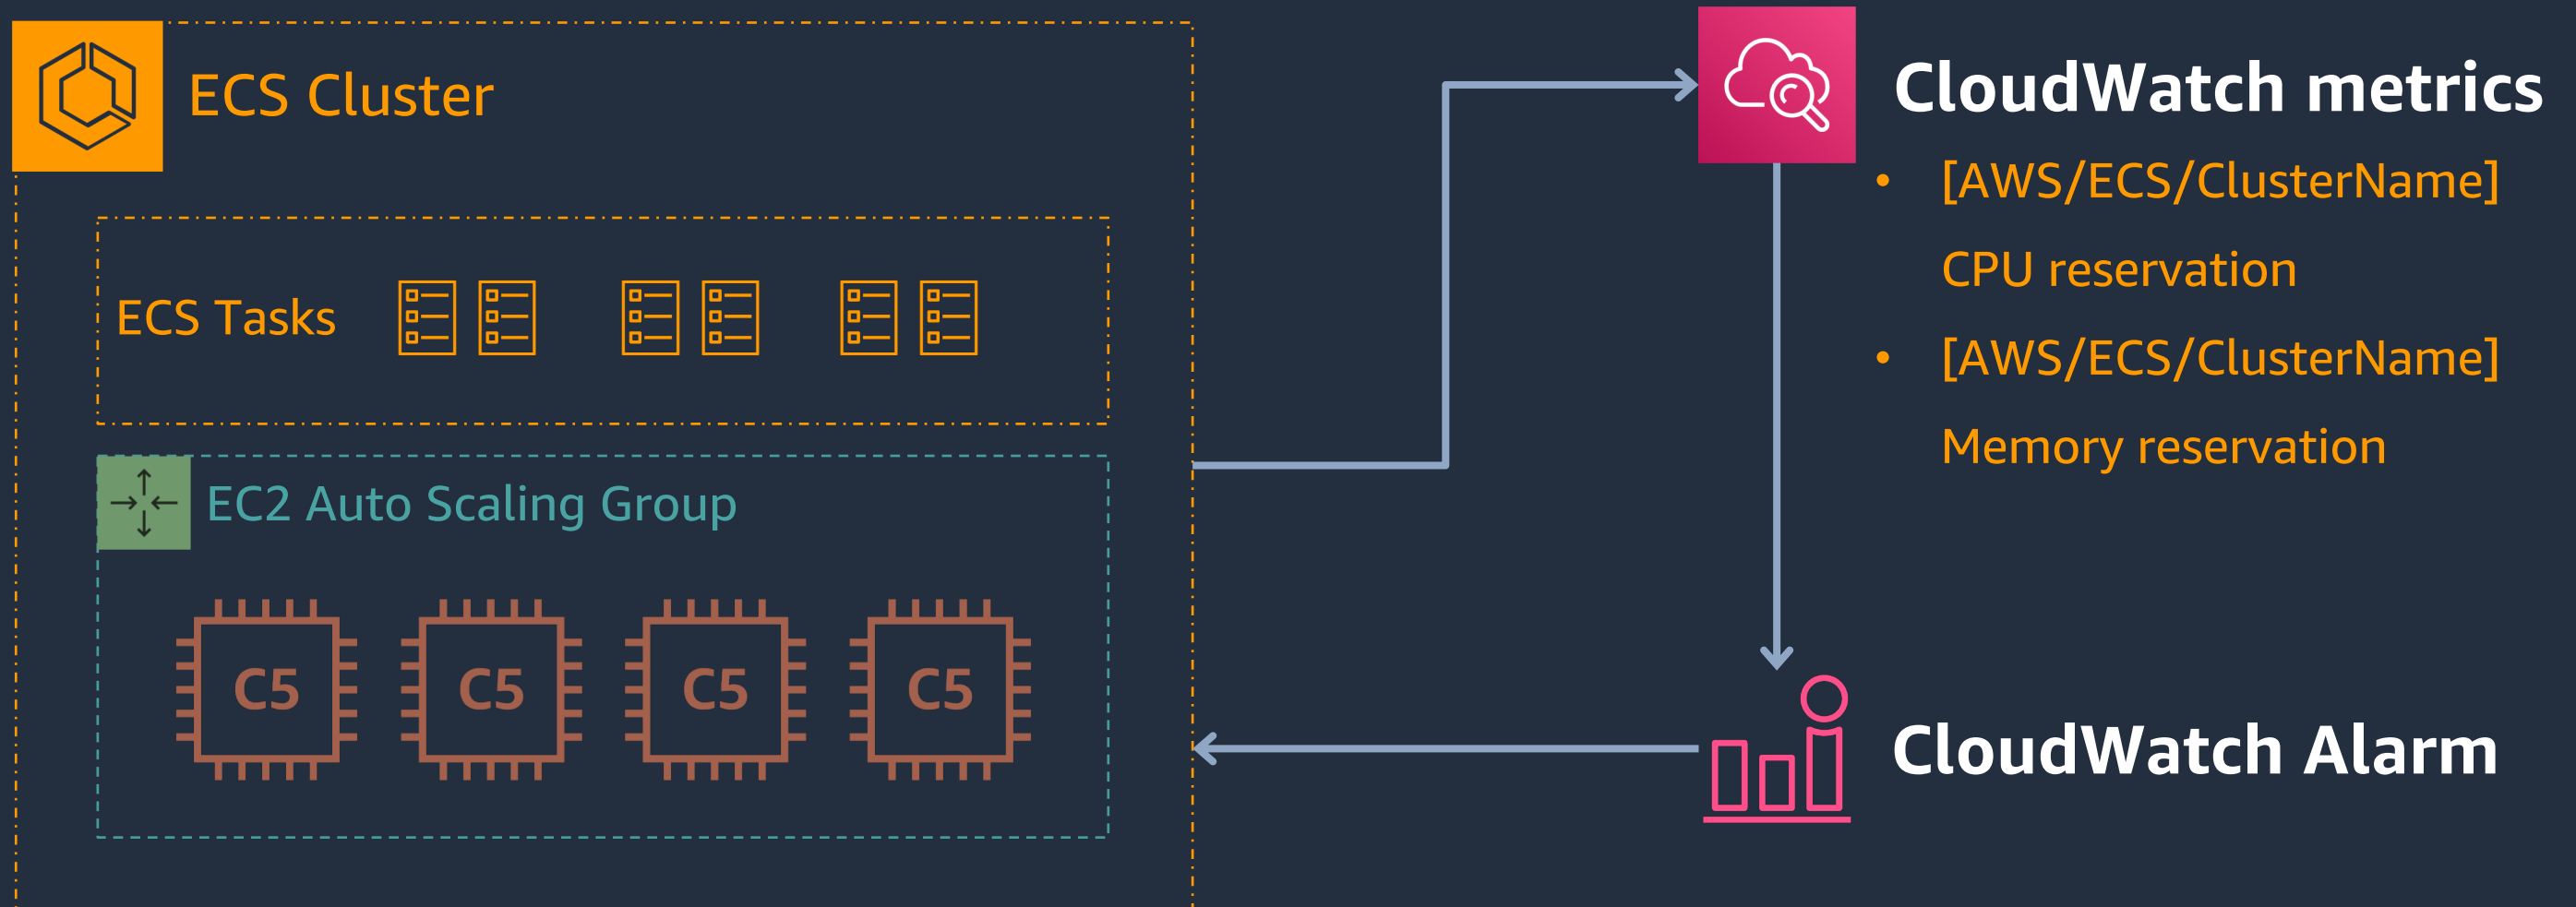 ECS Cluster
ECS Tasks
EC2 Auto Scaling Group
C5
C5
C5
C5
CloudWatch metrics
• [AWS/ECS/ClusterName]
CPU reservation
• [AWS/ECS/ClusterName]
Memory reservation
CloudWatch Alarm